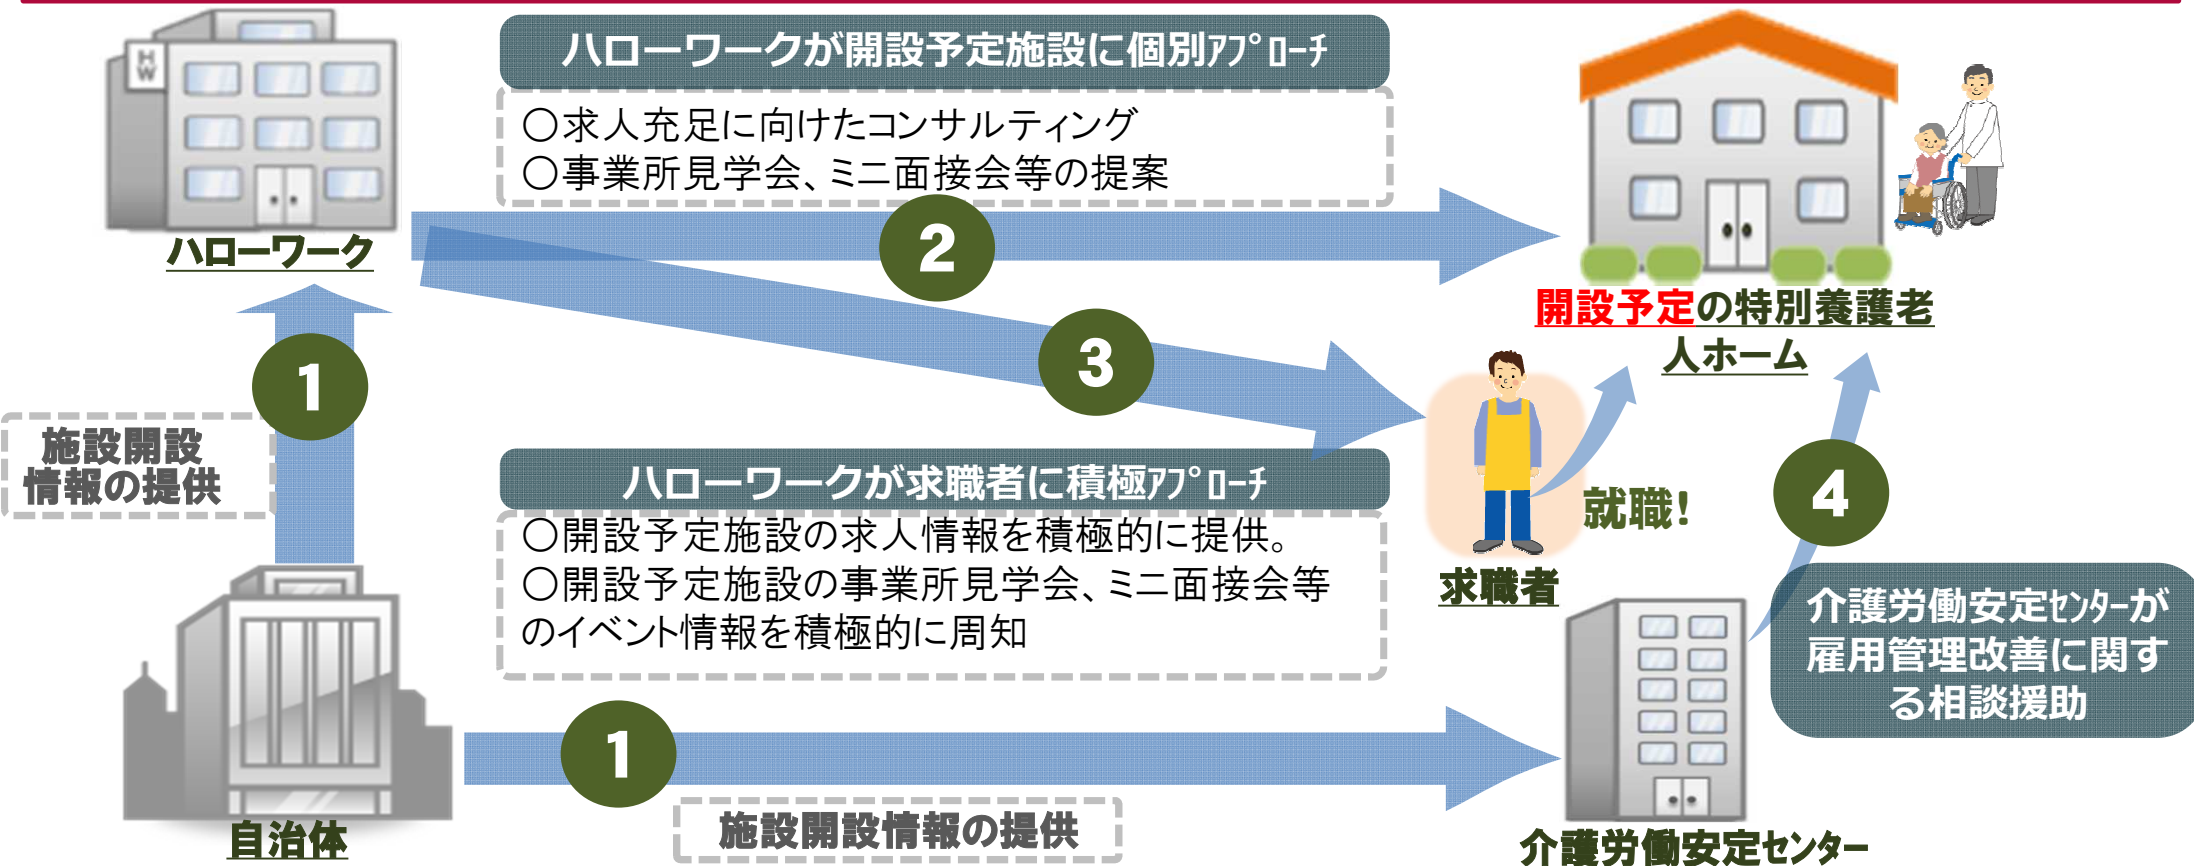 HW
ハローワーク
ハローワークが開設予定施設に個別ｱﾌﾟﾛｰﾁ
○求人充足に向けたコンサルティング
○事業所見学会、ミニ面接会等の提案
2
開設予定の特別養護老
人ホーム
1
施設開設
情報の提供
3
ハローワークが求職者に積極ｱﾌﾟﾛｰﾁ
○開設予定施設の求人情報を積極的に提供。
○開設予定施設の事業所見学会、ミニ面接会等
のイベント情報を積極的に周知
就職！
求職者
4
介護労働安定ｾﾝﾀｰが
雇用管理改善に関す
る相談援助
自治体
1
施設開設情報の提供
介護労働安定ｾﾝﾀｰ